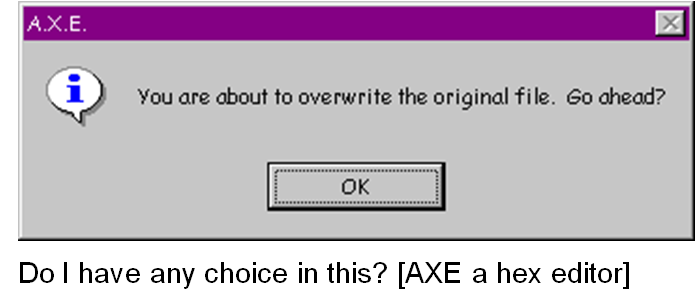 A.X.E.
You are about to overwrite the original file. Go ahead?
OK
Do I have any choice in this? [AXE a hex editor]